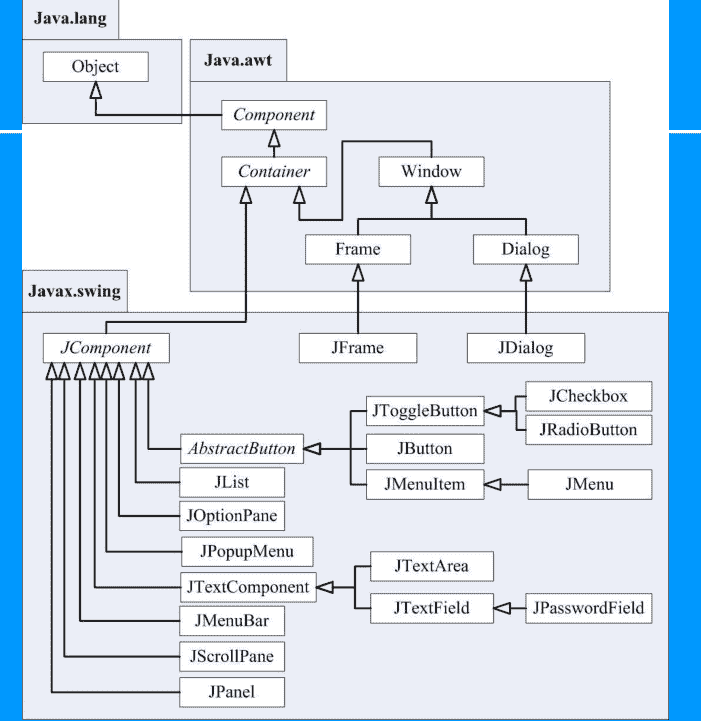 Java.lang
Object
Java.awt
Component
Container
Window
Frame
Dialog
Javax.swing
JComponent
JFrame
JDialog
JCheckbox
JToggleButton
JRadioButton
AbstractButton
JButton
JList
JMenuItem
JMenu
JOptionPane
JPopupMenu
JTextArea
JTextComponent
JTextField
JPasswordField
JMenuBar
JScrollPane
JPanel